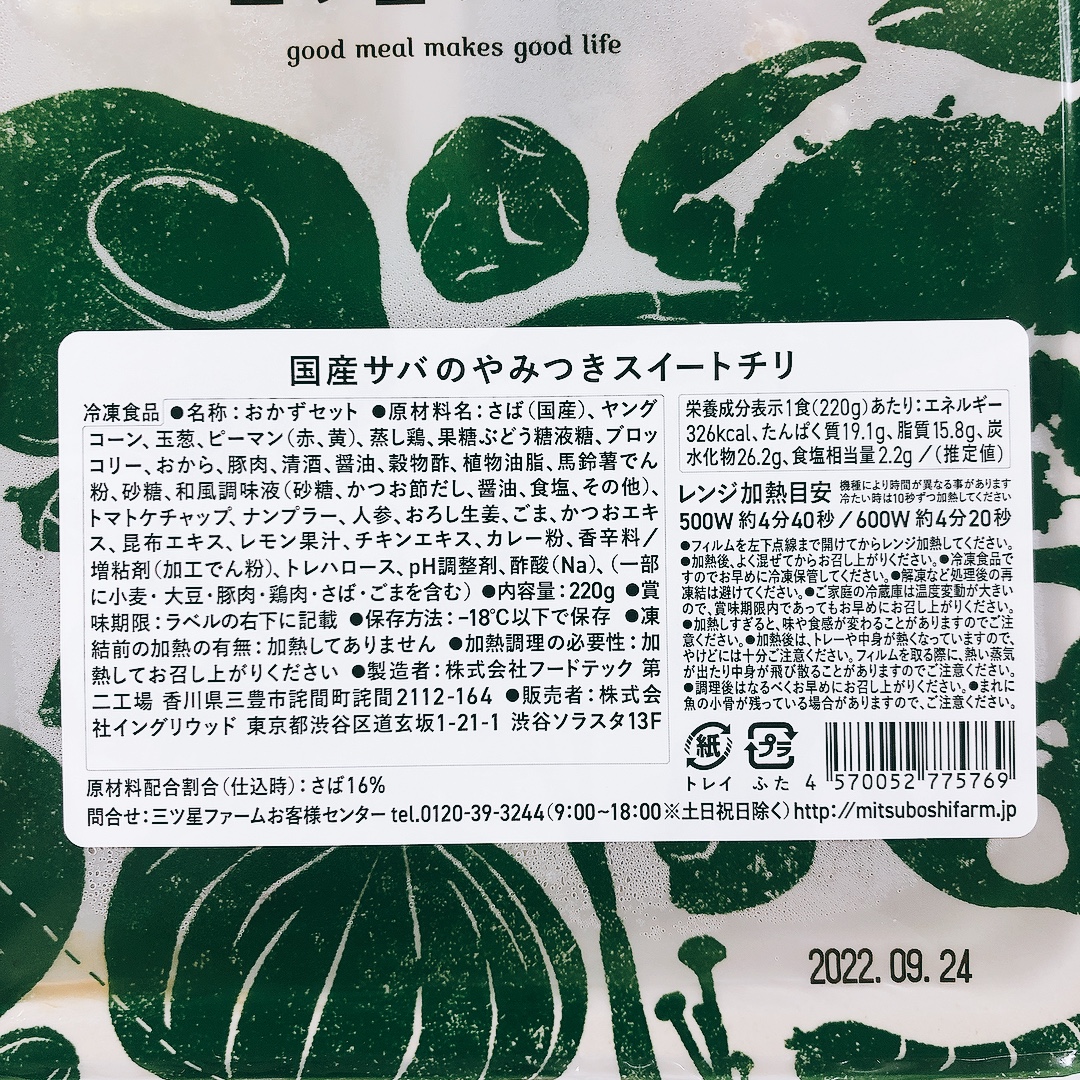 good meal makes good life
国産サバのやみつきスイートチリ
冷凍食品 ●名称：おかずセット ●原材料名：さば（国産）、ヤング
コーン、玉葱、ピーマン（赤、黄）、蒸し鶏、果糖ぶどう糖液糖、ブロッ
コリー、おから、豚肉、清酒、醤油、穀物酢、植物油脂、馬鈴薯でん
粉、砂糖、和風調味液（砂糖、かつお節だし、醤油、食塩、その他）、
トマトケチャップ、ナンプラー、人参、おろし生姜、ごま、かつおエキ
ス、昆布エキス、レモン果汁、チキンエキス、カレー粉、香辛料／
増粘剤（加工でん粉）、トレハロース、pH調整剤、酢酸（Na）、（一部
に小麦・大豆・豚肉・鶏肉・さば・ごまを含む） ●内容量：220g ●賞
味期限：ラベルの右下に記載 ●保存方法：-18℃以下で保存 ●凍
結前の加熱の有無：加熱してありません ●加熱調理の必要性：加
熱してお召し上がりください ●製造者：株式会社フードテック 第
二工場 香川県三豊市詫間町詫間2112-164 ●販売者：株式会
社イングリウッド 東京都渋谷区道玄坂1-21-1 渋谷ソラスタ13F
原材料配合割合（仕込時）：さば16%
栄養成分表示1食（220g）あたり：エネルギー
326kcal、たんぱく質19.1g、脂質15.8g、炭
水化物26.2g、食塩相当量2.2g／（推定値）
レンジ加熱目安 機種により時間が異なる事があります
冷たい時は10秒ずつ加熱してください
500W 約4分40秒／600W 約4分20秒
●フィルムを左下点線まで開けてからレンジ加熱してください。
●加熱後、よく混ぜてからお召し上がりください。●冷凍食品で
すのでお早めに冷凍保管してください。●解凍など処理後の再
凍結は避けてください。●ご家庭の冷蔵庫は温度変動が大きい
ので、賞味期限内であってもお早めにお召し上がりください。
●加熱しすぎると、味や食感が変わることがありますのでご注
意ください。●加熱後は、トレーや中身が熱くなっていますので、
やけどには十分ご注意ください。フィルムを取る際に、熱い蒸気
が出たり中身が飛び散ることがありますのでご注意ください。
●調理後はなるべくお早めにお召し上がりください。●まれに
魚の小骨が残っている場合がありますので、ご注意ください。
紙 プラ
トレイ ふた 4 570052 775769
問合せ：三ツ星ファームお客様センター tel.0120-39-3244（9:00~18:00※土日祝日除く）http://mitsuboshifarm.jp
2022. 09. 24